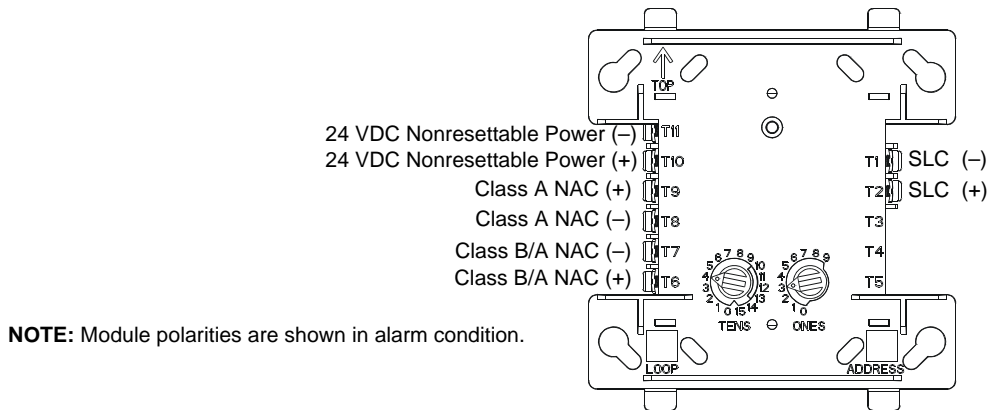 TOP
24 VDC Nonresettable Power (–) T11
24 VDC Nonresettable Power (+) T10
T1 SLC (–)
Class A NAC (+) T9
T2 SLC (+)
Class A NAC (–) T8
T3
Class B/A NAC (–) T7
T4
Class B/A NAC (+) T6
T5
0 1 2 3 4 5 6 7 8 9 10 11 12 13 14 15
0 1 2 3 4 5 6 7 8 9
TENS ONES
NOTE: Module polarities are shown in alarm condition.
LOOP ADDRESS